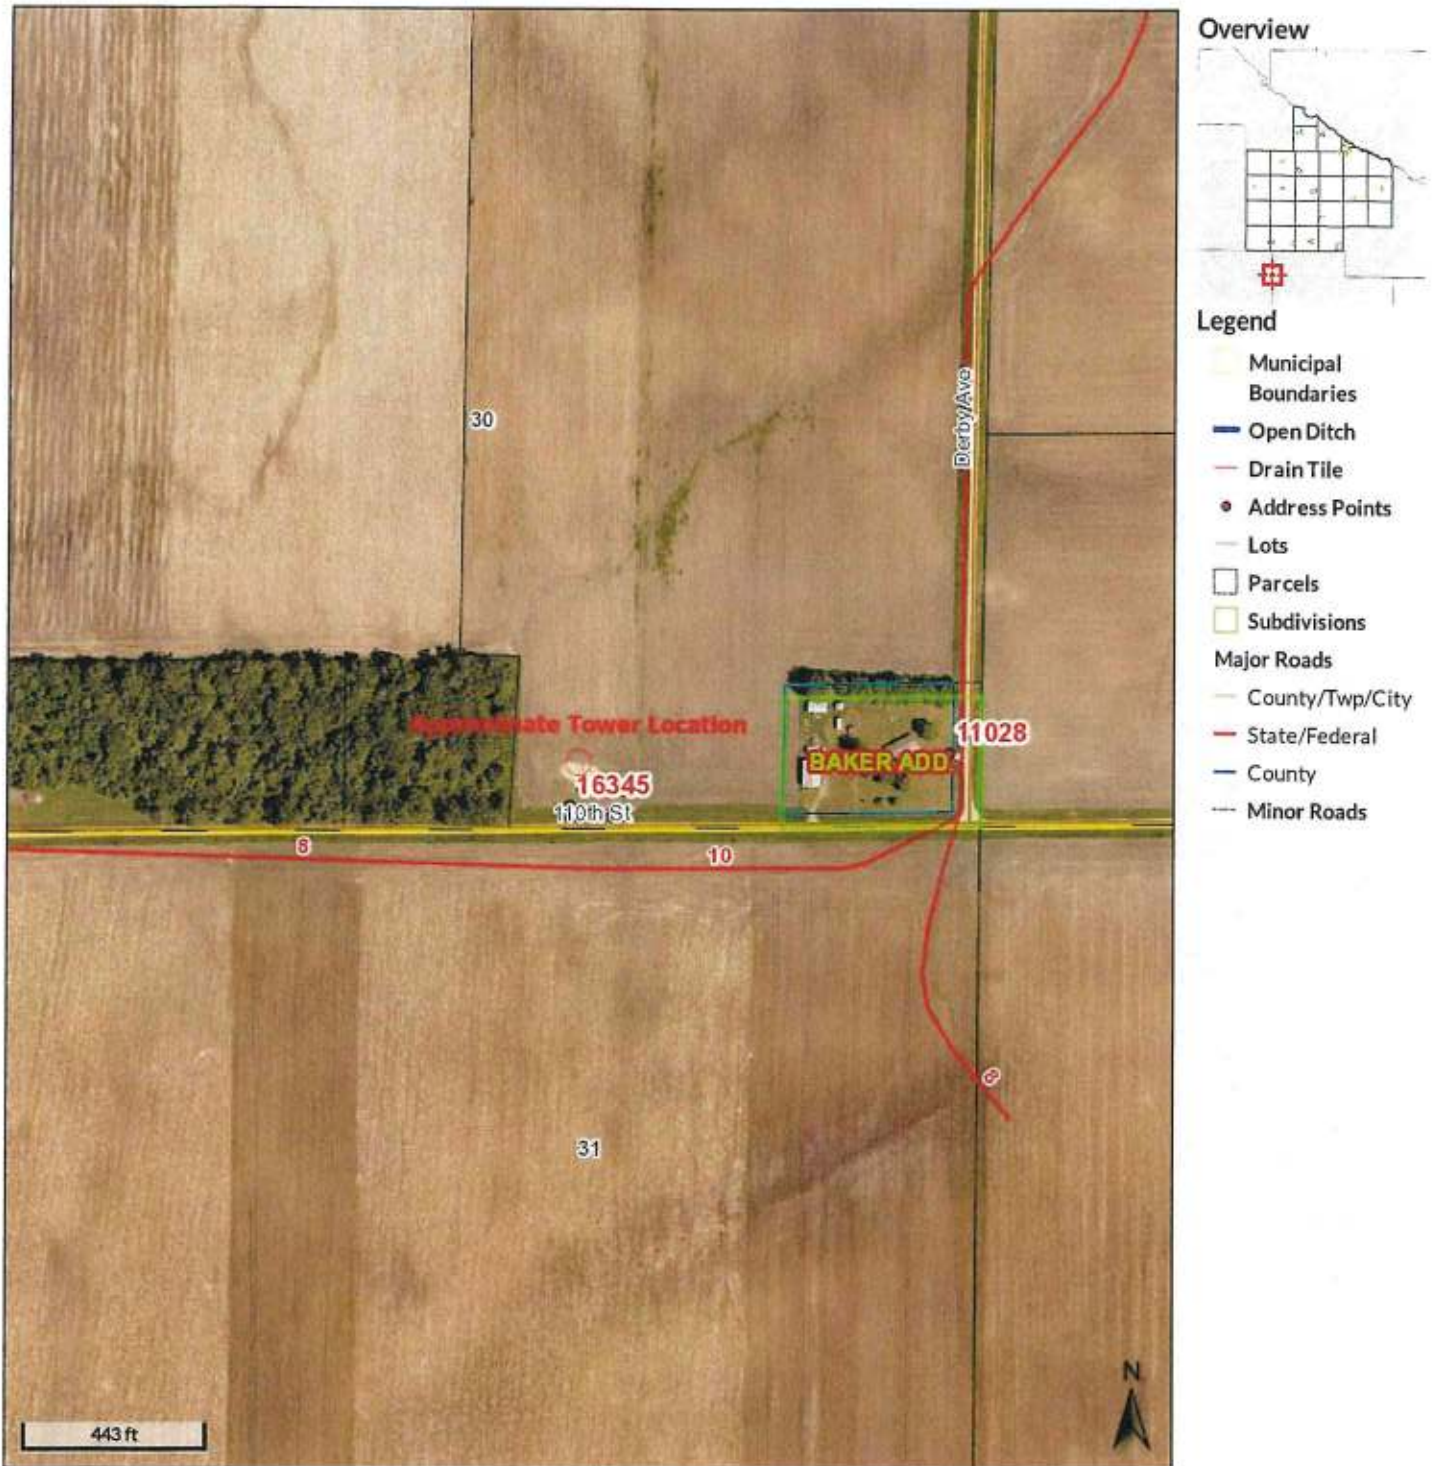 30
Derby Ave
Approximate Tower Location
16345
110th St
11028
BAKER ADD
8
10
8
31
443 ft
N
Overview
Legend
Municipal
Boundaries
Open Ditch
Drain Tile
Address Points
Lots
Parcels
Subdivisions
Major Roads
County/Twp/City
State/Federal
County
Minor Roads